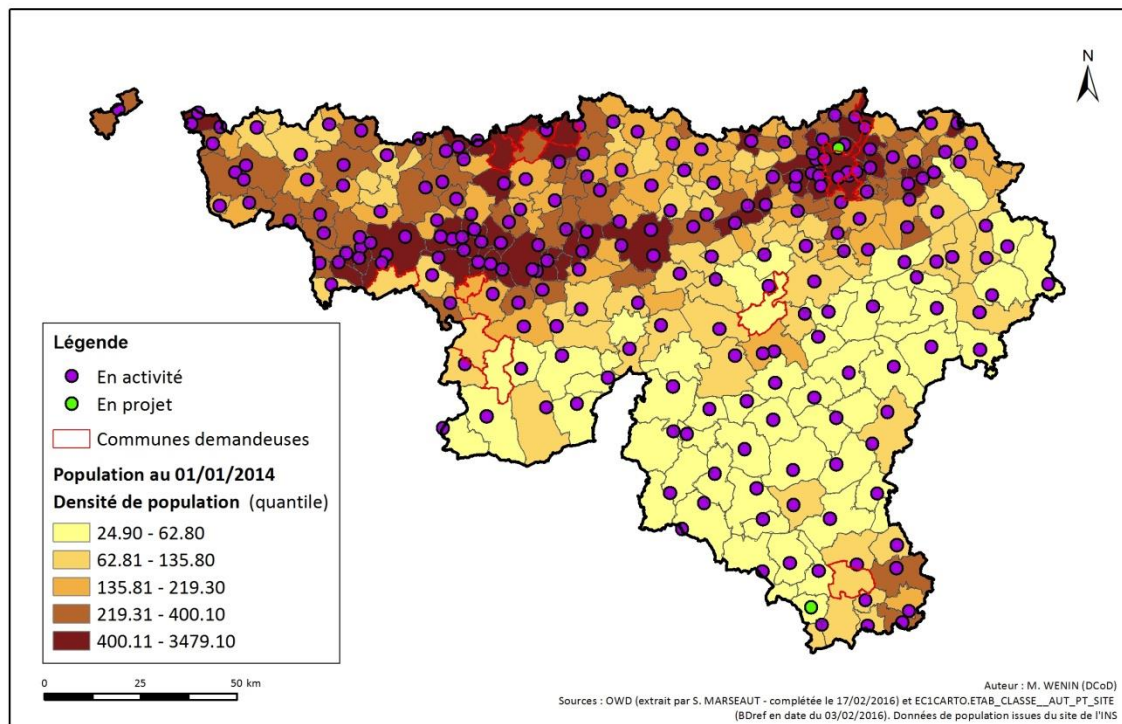 N
Légende
En activité
En projet
Communes demandeuses
Population au 01/01/2014
Densité de population (quantile)
24.90 - 62.80
62.81 - 135.80
135.81 - 219.30
219.31 - 400.10
400.11 - 3479.10
0 25 50 km
Auteur : M. WENIN (DCoD)
Sources : OWD (extrait par S. MARSEAUT - complétée le 17/02/2016) et EC1CARTO.ETAB_CLASSE__AUT_PT_SITE
(BDref en date du 03/02/2016). Données de population issues du site de l'INS